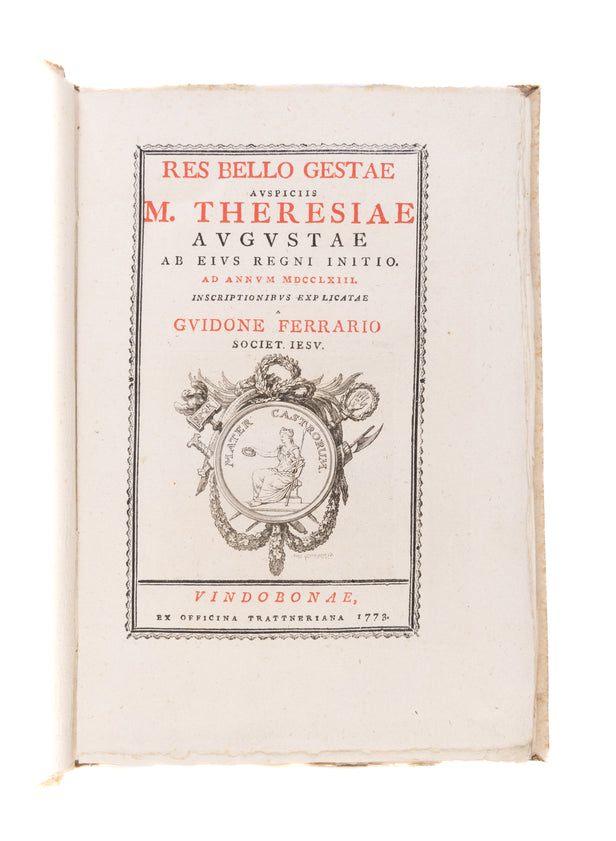 RES BELLO GESTAE
AVSPICIIS
M. THERESIAE
AVGVSTAE
AB EIVS REGNI INITIO.
AD ANNVM MDCCLXIII.
INSCRIPTIONIBVS EXPLICATAE
A
GVIDONE FERRARIO
SOCIET. IESV.
MATER CASTRORUM.
VINDOBONAE,
EX OFFICINA TRATTNERIANA 1773.